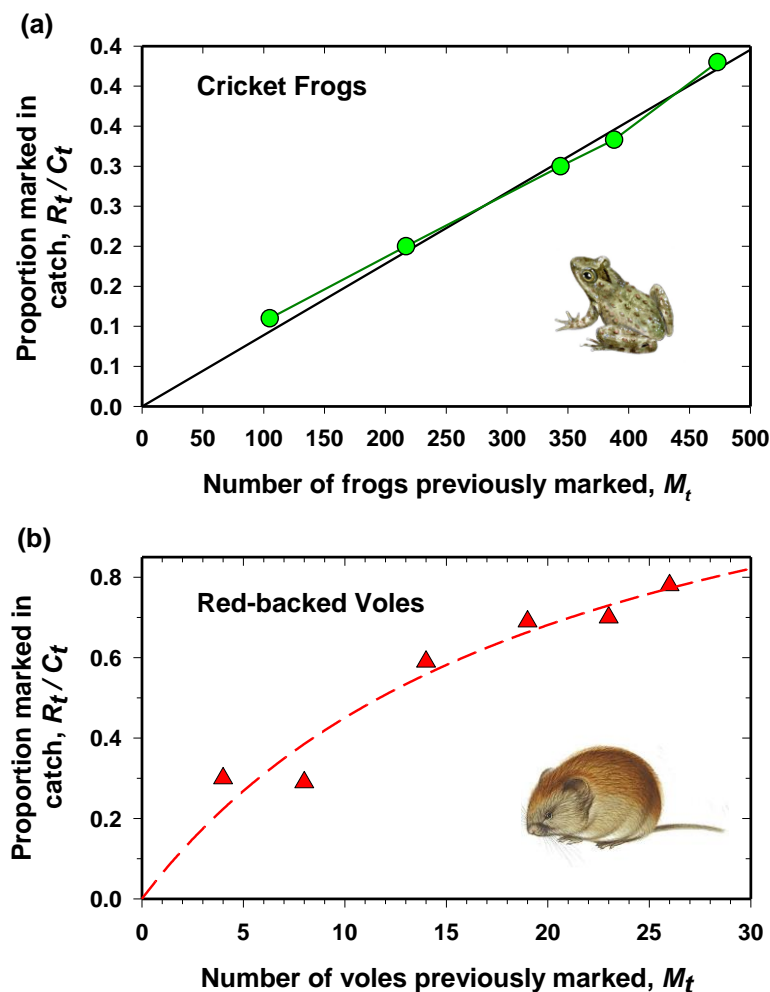 (a)
Cricket Frogs
Proportion marked in
catch, Rt / Ct
0.4
0.4
0.4
0.3
0.3
0.2
0.2
0.1
0.1
0.0
0 50 100 150 200 250 300 350 400 450 500
Number of frogs previously marked, Mt
(b)
Red-backed Voles
Proportion marked in
catch, Rt / Ct
0.8
0.6
0.4
0.2
0.0
0 5 10 15 20 25 30
Number of voles previously marked, Mt